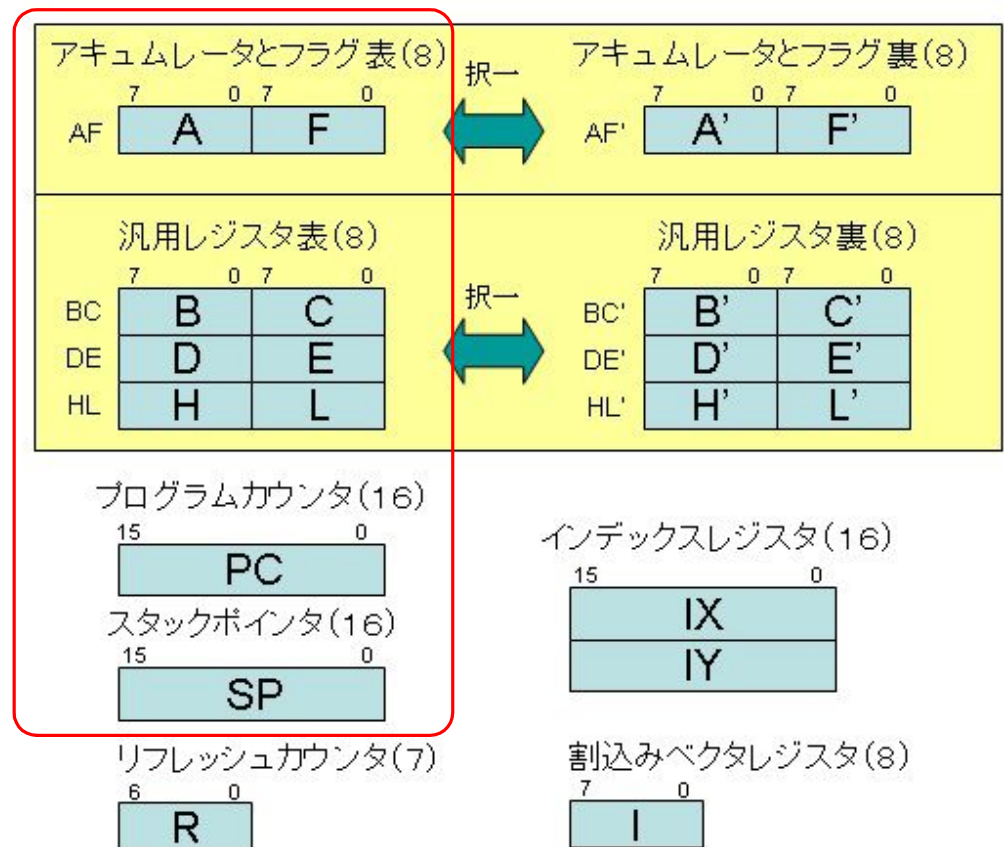 アキュムレータとフラグ表(8)
択一
アキュムレータとフラグ裏(8)
7 0 7 0
7 0 7 0
AF A F
AF' A' F'
汎用レジスタ表(8)
汎用レジスタ裏(8)
7 0 7 0
択一
7 0 7 0
BC B C
BC' B' C'
DE D E
DE' D' E'
HL H L
HL' H' L'
プログラムカウンタ(16)
15 0
PC
スタックポインタ(16)
15 0
SP
インデックスレジスタ(16)
15 0
IX
IY
リフレッシュカウンタ(7)
6 0
R
割込みベクタレジスタ(8)
7 0
I